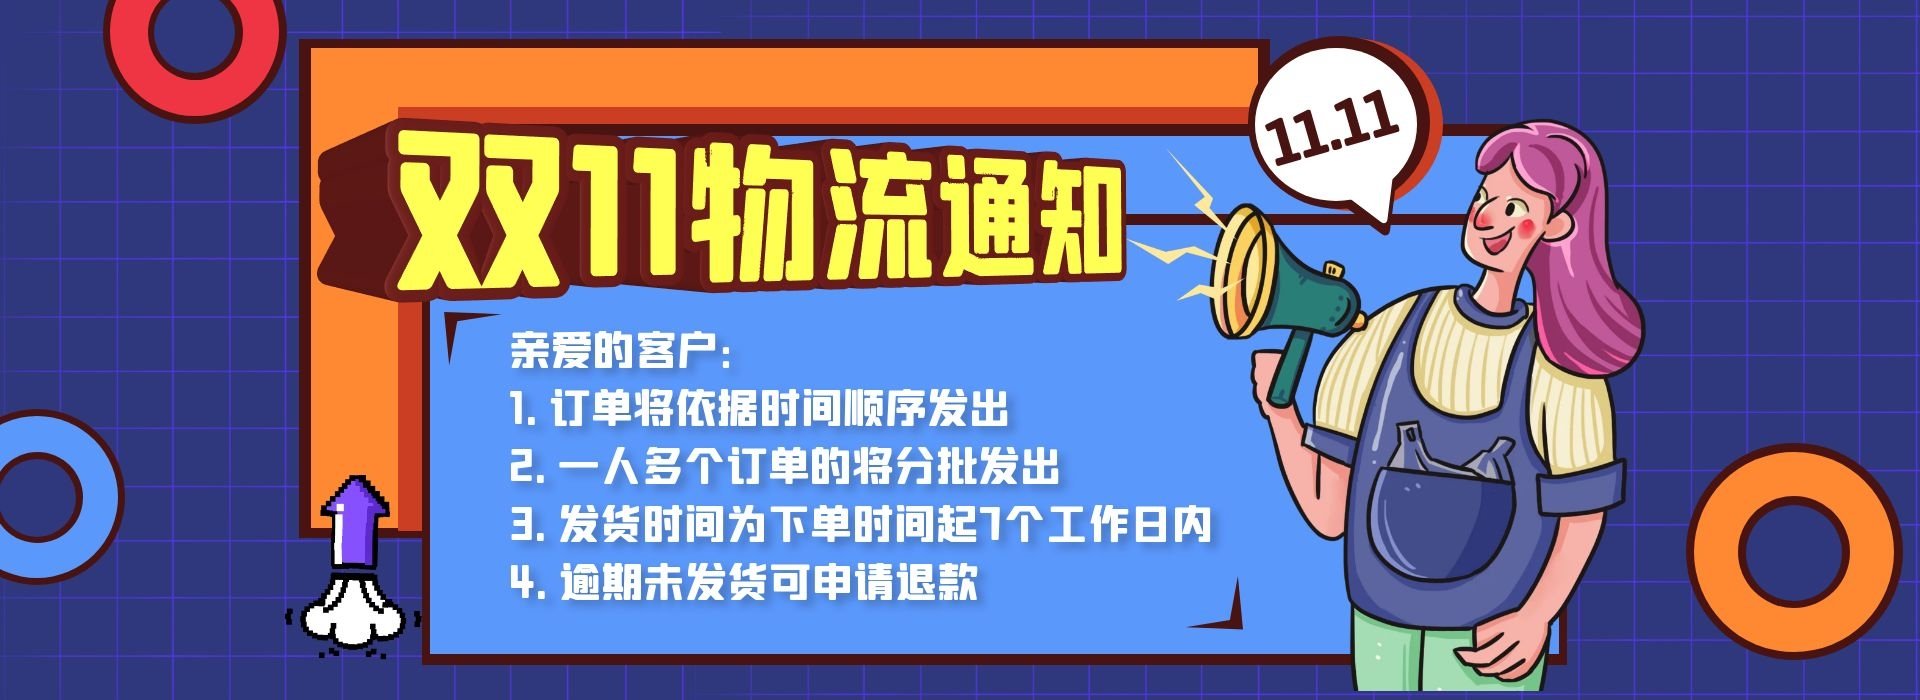 双11物流通知
11.11
亲爱的客户:
1. 订单将依据时间顺序发出
2. 一人多个订单的将分批发出
3. 发货时间为下单时间起7个工作日内
4. 逾期未发货可申请退款